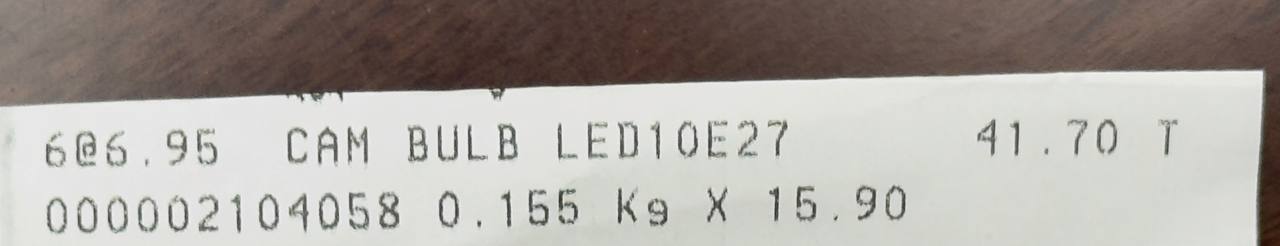 6@6.95 CAM BULB LED10E27 41.70 T
000002104058 0.155 Kg X 15.90